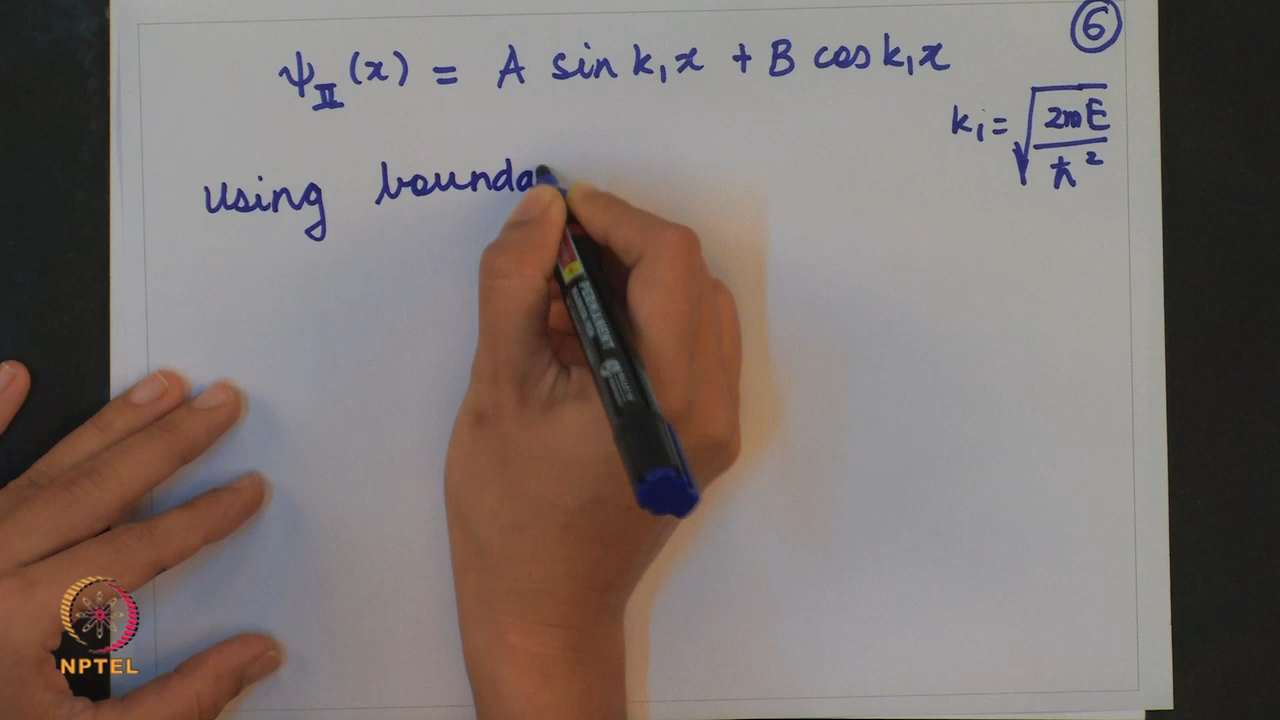 ⑥
ψ_II (x) = A sin k₁x + B cos k₁x
k₁ = √(2mE/ħ²)
using bounda
NPTEL